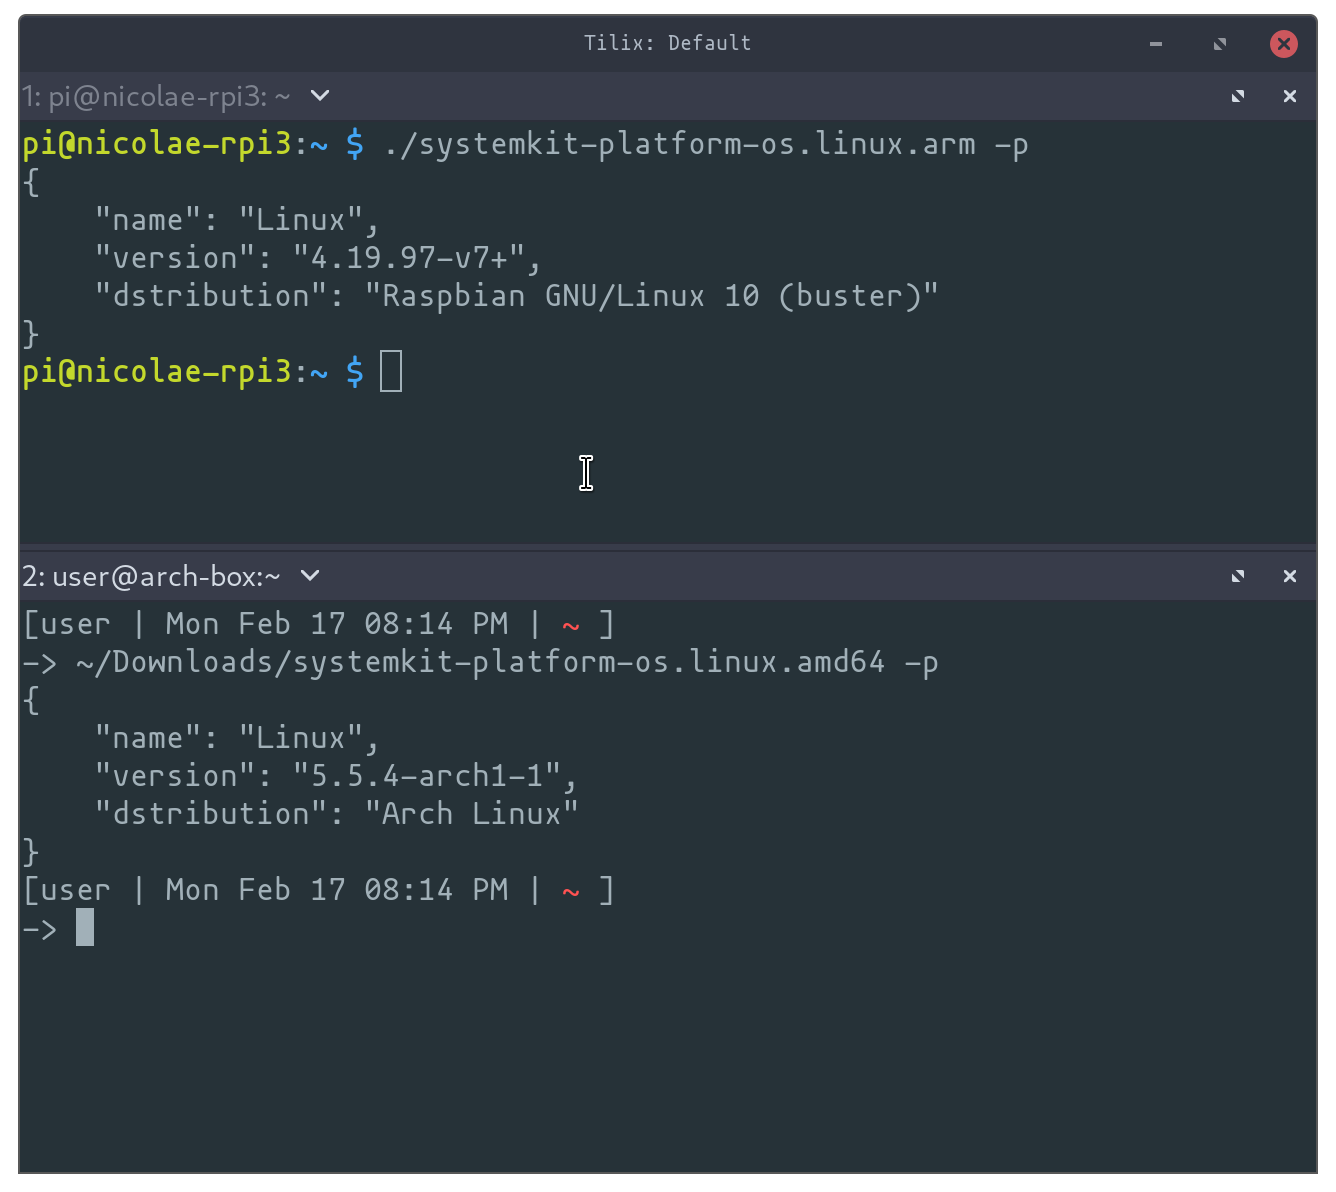 Tilix: Default
1: pi@nicolae-rpi3: ~
pi@nicolae-rpi3:~ $ ./systemkit-platform-os.linux.arm -p
{
    "name": "Linux",
    "version": "4.19.97-v7+",
    "dstribution": "Raspbian GNU/Linux 10 (buster)"
}
pi@nicolae-rpi3:~ $
2: user@arch-box:~
[user | Mon Feb 17 08:14 PM | ~ ]
-> ~/Downloads/systemkit-platform-os.linux.amd64 -p
{
    "name": "Linux",
    "version": "5.5.4-arch1-1",
    "dstribution": "Arch Linux"
}
[user | Mon Feb 17 08:14 PM | ~ ]
->